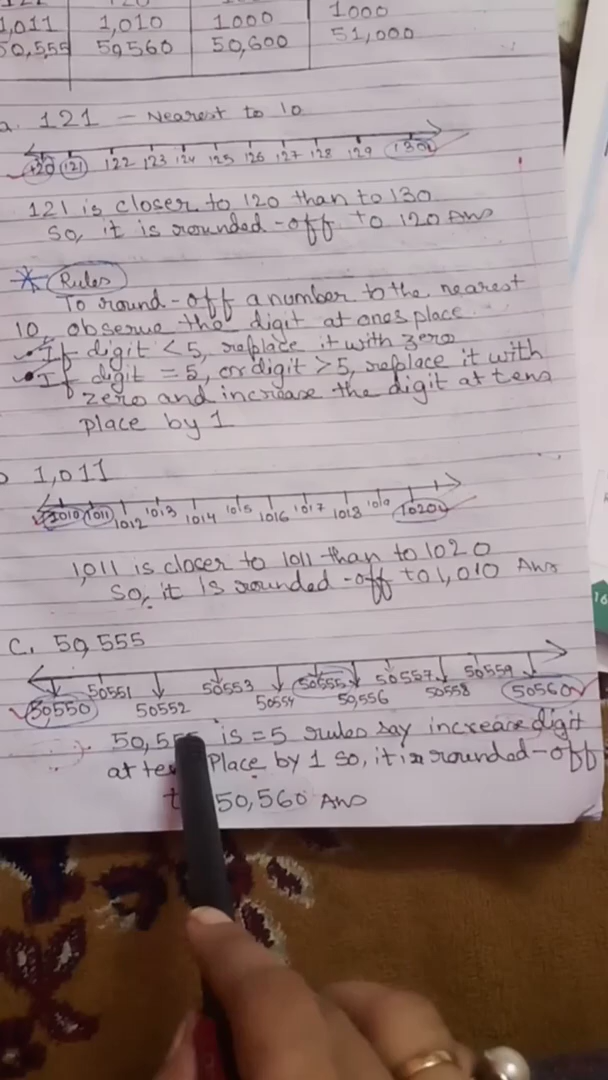 1,011 1,010 1000 1000
50,555 50,560 50,600 51,000
a. 121 – Nearest to 10
120 121 122 123 124 125 126 127 128 129 130
121 is closer to 120 than to 130
So, it is rounded-off to 120 Ans
* Rules
To round-off a number to the nearest
10, observe the digit at ones place.
• If digit < 5, replace it with zero
• If digit = 5, or digit > 5, replace it with
zero and increase the digit at tens
place by 1
1,011
1010 1011 1012 1013 1014 1015 1016 1017 1018 1019 1020
1,011 is closer to 1011 than to 1020
So, it is rounded-off to 1,010 Ans
C. 50,555
50550 50551 50552 50553 50554 50555 50,556 50557 50558 50559 50560
50,555 is = 5 rules say increase digit
at tens Place by 1 so, it is rounded-off
50,560 Ans